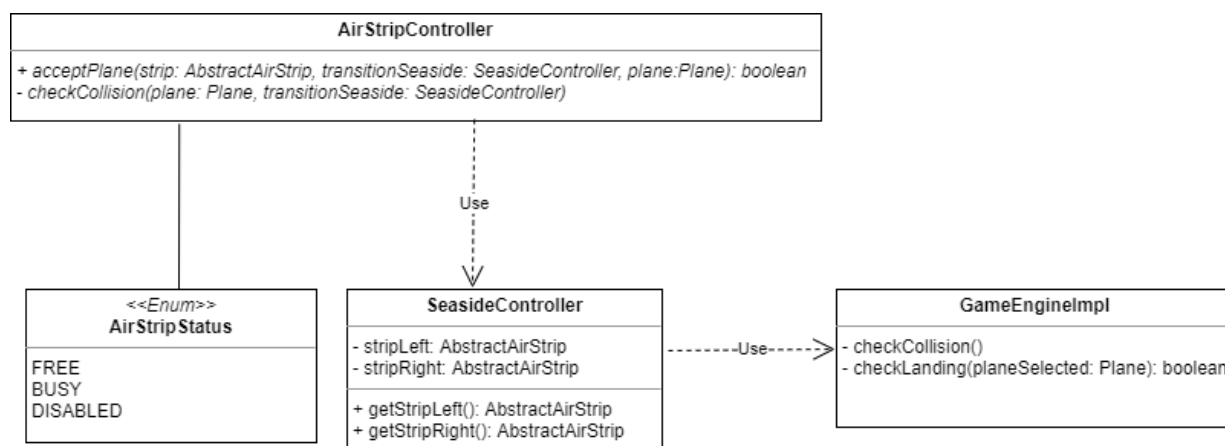 AirStripController
+ acceptPlane(strip: AbstractAirStrip, transitionSeaside: SeasideController, plane:Plane): boolean
- checkCollision(plane: Plane, transitionSeaside: SeasideController)
Use
<<Enum>>
AirStripStatus
FREE
BUSY
DISABLED
SeasideController
- stripLeft: AbstractAirStrip
- stripRight: AbstractAirStrip
+ getStripLeft(): AbstractAirStrip
+ getStripRight(): AbstractAirStrip
Use
GameEngineImpl
- checkCollision()
- checkLanding(planeSelected: Plane): boolean